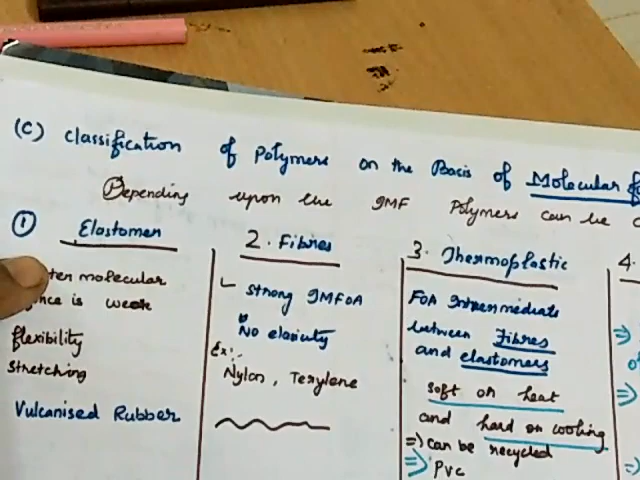 (C) Classification of Polymers on the Basis of Molecular
Depending upon the IMF Polymers can be
1 Elastomer
molecular
is weak
flexibility
stretching
Vulcanised Rubber
2. Fibres
strong IMFOA
No elasicity
Ex:-
Nylon, Terylene
3. Thermoplastic
FOA Intermediate
between Fibres
and elastomers
soft on heat
and hard on cooling
⇒ can be recycled
⇒ PVC
4.